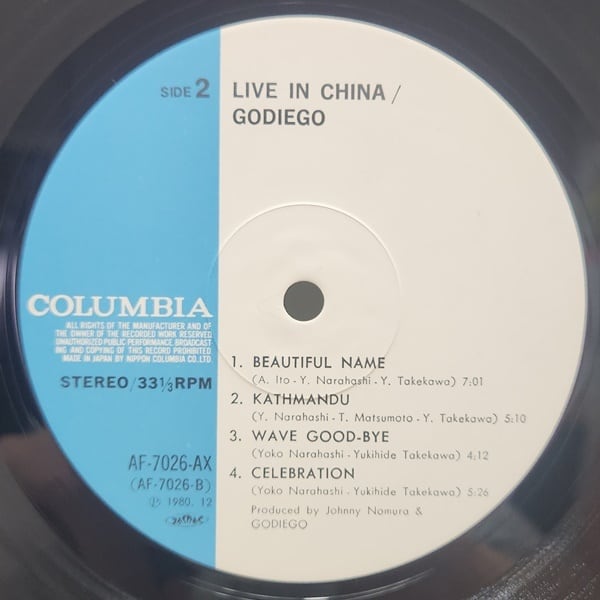 SIDE 2
LIVE IN CHINA /
GODIEGO
COLUMBIA
ALL RIGHTS OF THE MANUFACTURER AND OF
THE OWNER OF THE RECORDED WORK RESERVED
UNAUTHORIZED PUBLIC PERFORMANCE, BROADCAST
ING AND COPYING OF THIS RECORD PROHIBITED.
MADE IN JAPAN BY NIPPON COLUMBIA CO.LTD.
STEREO/33⅓RPM
AF-7026-AX
(AF-7026-B)
℗ 1980. 12
1. BEAUTIFUL NAME
(A. Ito - Y. Narahashi - Y. Takekawa) 7:01
2. KATHMANDU
(Y. Narahashi - T. Matsumoto - Y. Takekawa) 5:10
3. WAVE GOOD-BYE
(Yoko Narahashi - Yukihide Takekawa) 4:12
4. CELEBRATION
(Yoko Narahashi - Yukihide Takekawa) 5:26
Produced by Johnny Nomura &
GODIEGO